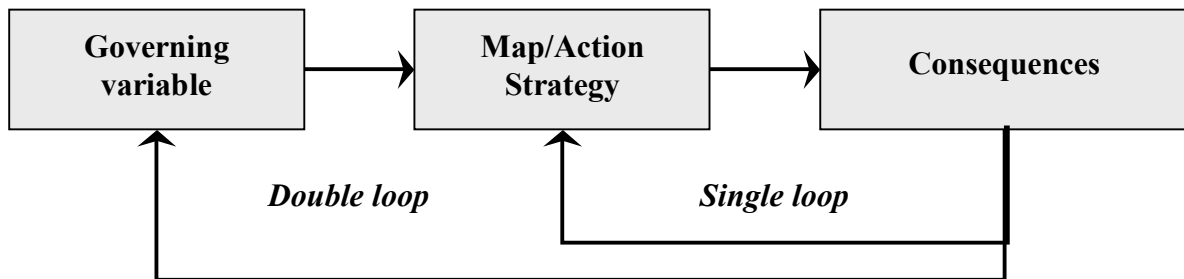 Governing
variable
Map/Action
Strategy
Consequences
Double loop
Single loop